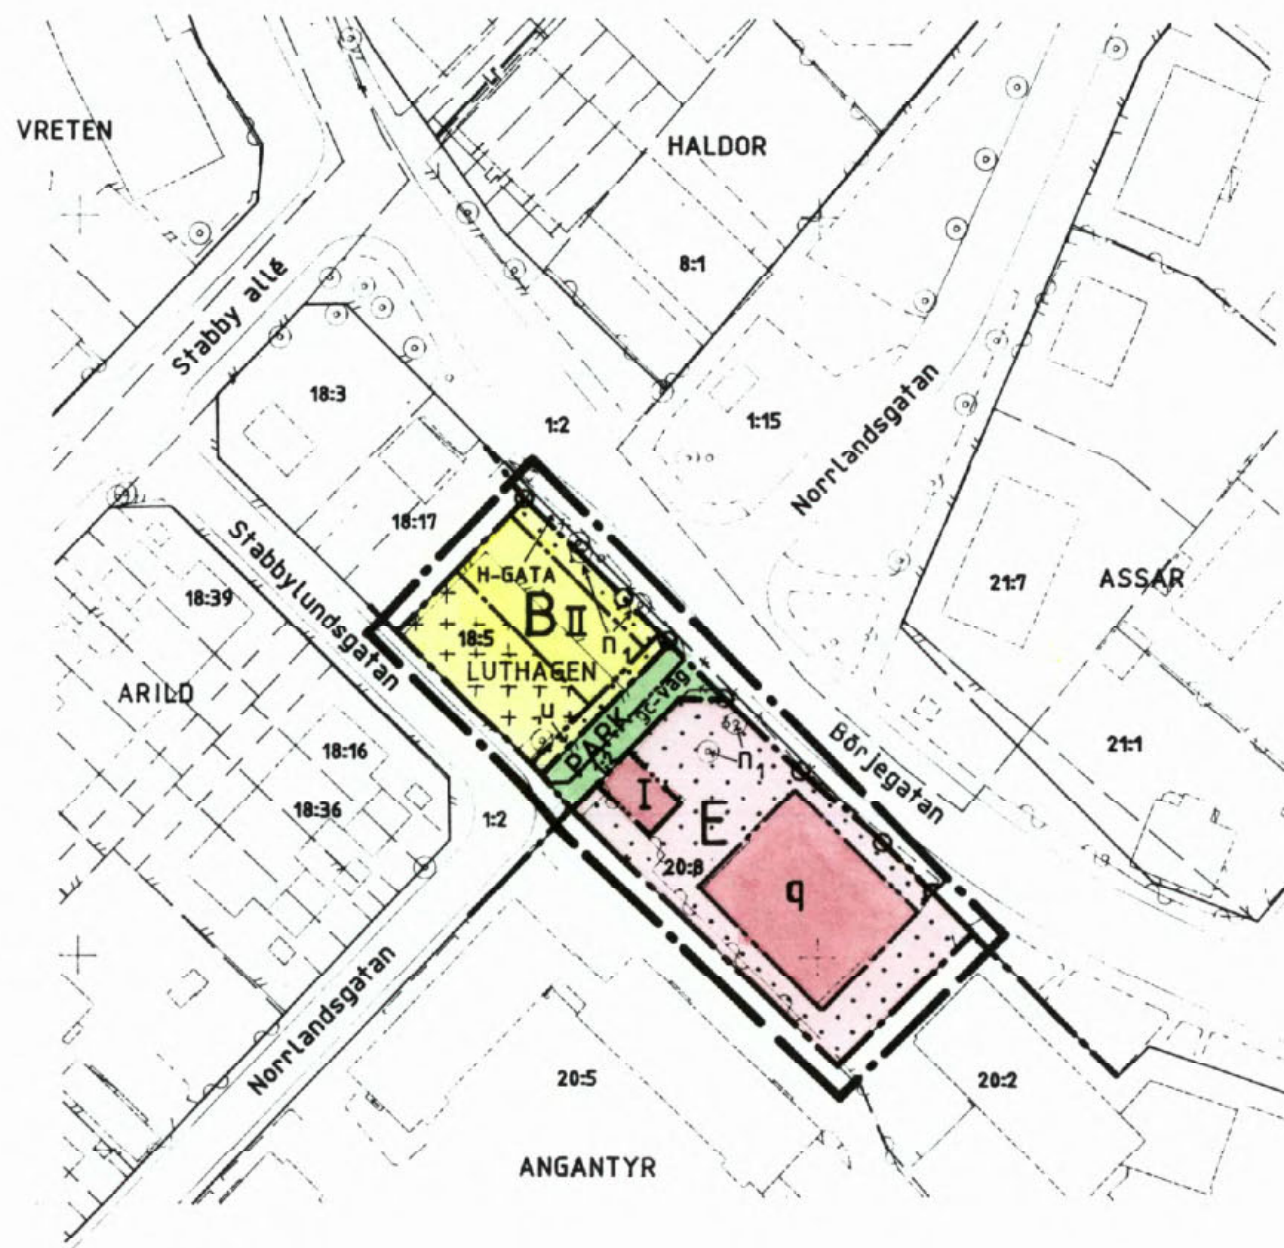 VRETEN
HALDOR
8:1
Stabby allé
18:3
1:2
1:15
Norrlandsgatan
18:17
Stabbylundsgatan
H-GATA
B II
n2
18:39
18:5
LUTHAGEN
u
PARK
gc-väg
21:7
ASSAR
ARILD
18:16
18:36
1:2
n1
Börjegatan
21:1
I
E
20:8
q
Norrlandsgatan
20:5
20:2
ANGANTYR